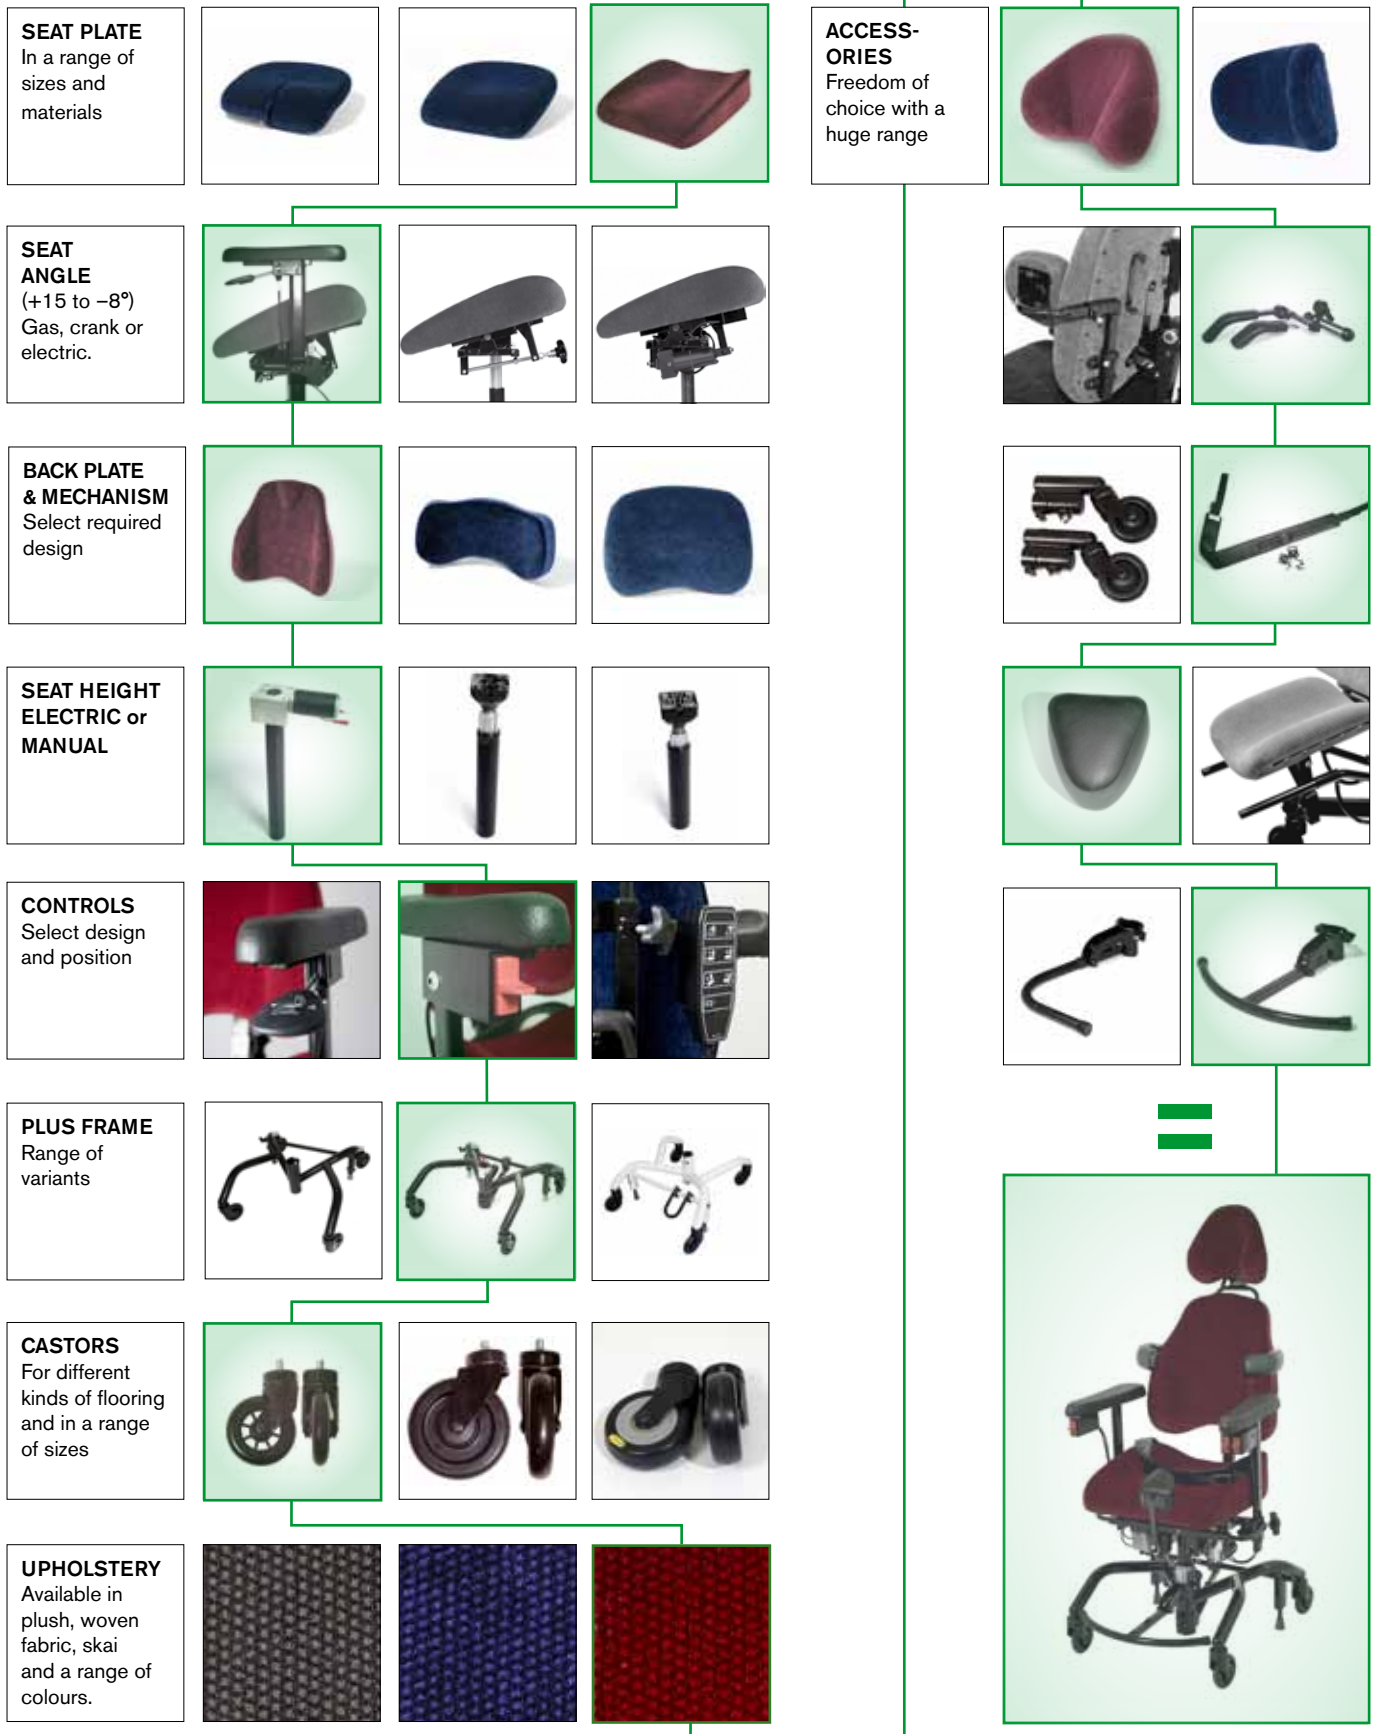 SEAT PLATE
In a range of
sizes and
materials
SEAT
ANGLE
(+15 to –8°)
Gas, crank or
electric.
BACK PLATE
& MECHANISM
Select required
design
SEAT HEIGHT
ELECTRIC or
MANUAL
CONTROLS
Select design
and position
PLUS FRAME
Range of
variants
CASTORS
For different
kinds of flooring
and in a range
of sizes
UPHOLSTERY
Available in
plush, woven
fabric, skai
and a range of
colours.
ACCESS-
ORIES
Freedom of
choice with a
huge range